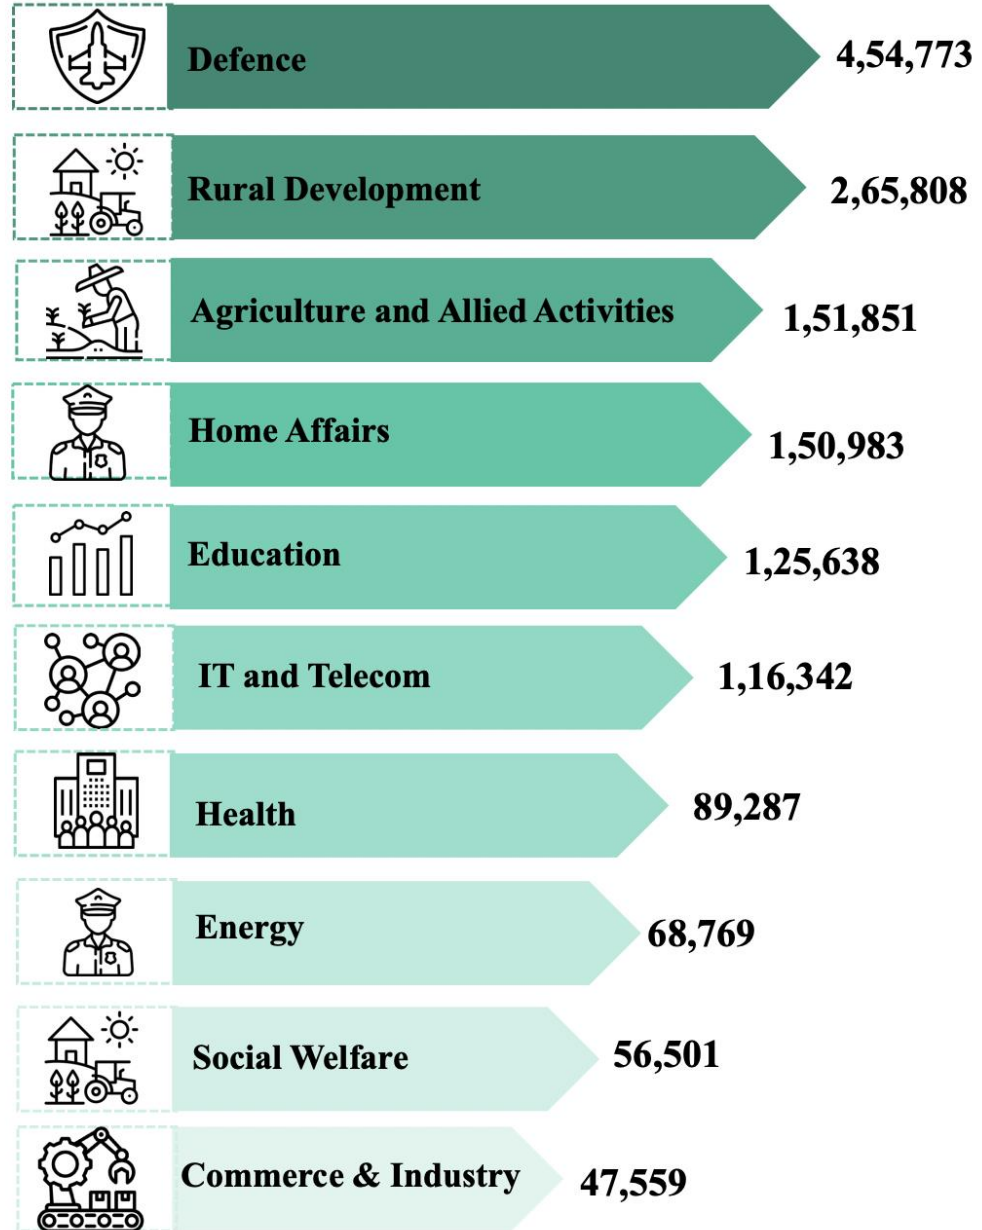 Defence 4,54,773
Rural Development 2,65,808
Agriculture and Allied Activities 1,51,851
Home Affairs 1,50,983
Education 1,25,638
IT and Telecom 1,16,342
Health 89,287
Energy 68,769
Social Welfare 56,501
Commerce & Industry 47,559